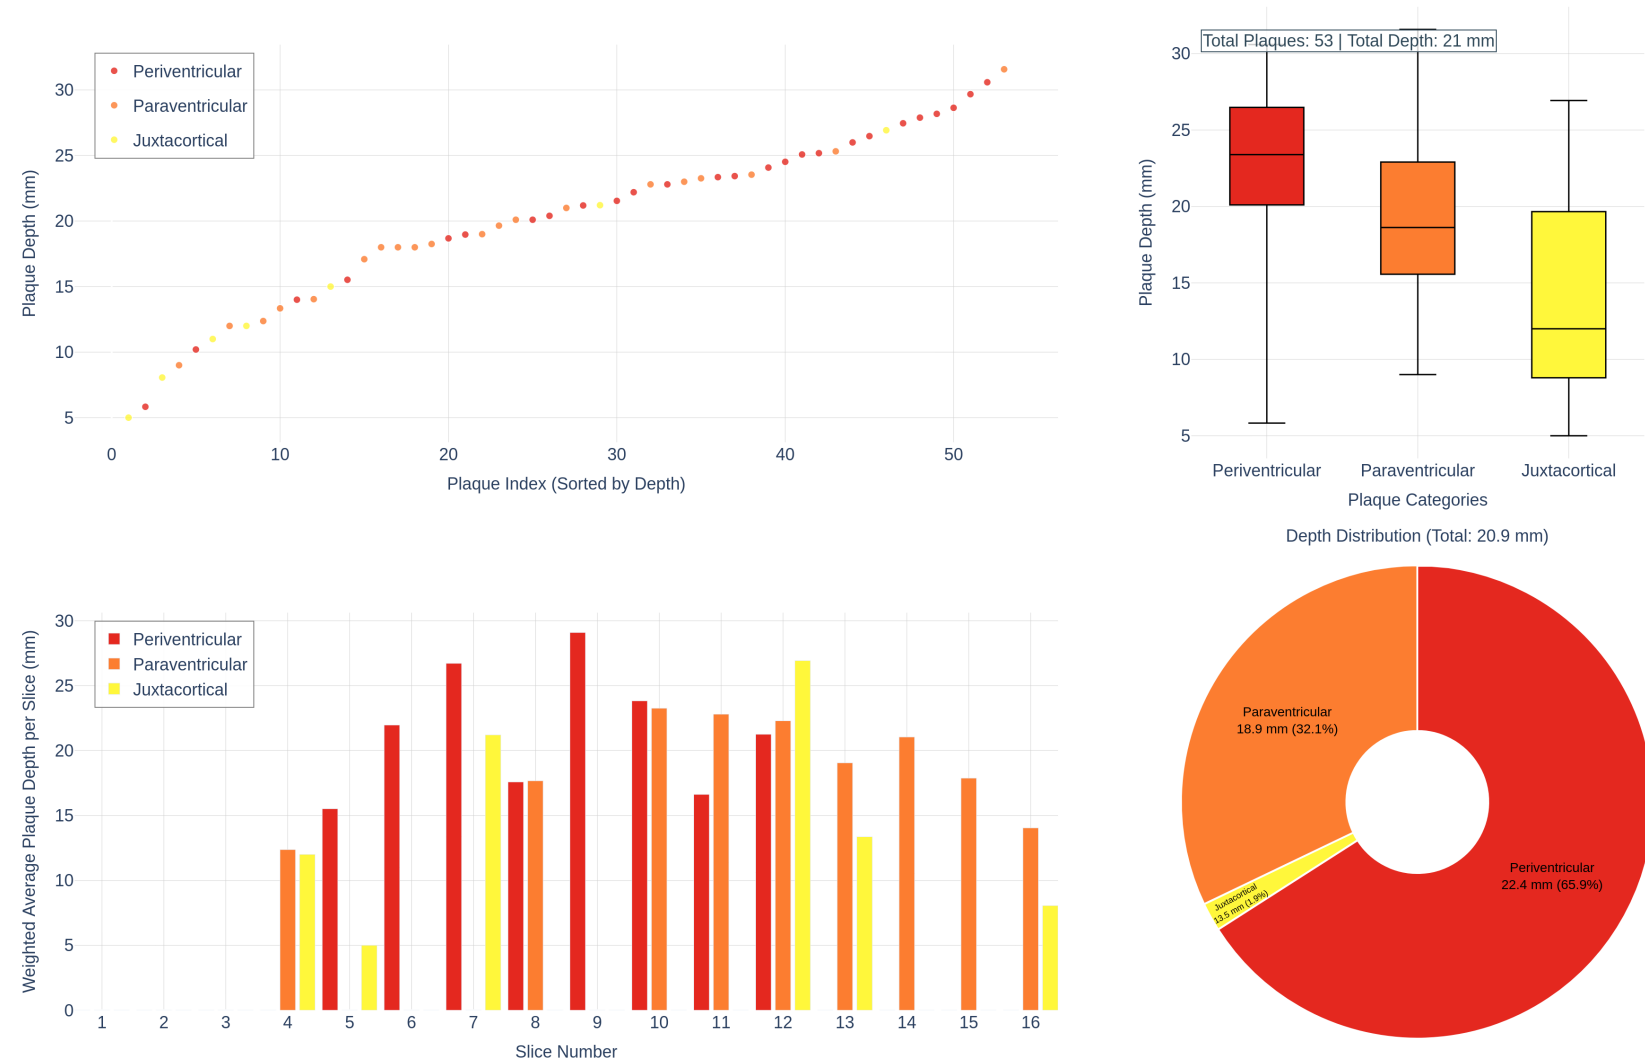 Periventricular
Paraventricular
Juxtacortical
30
25
20
15
10
5
Plaque Depth (mm)
0
10
20
30
40
50
Plaque Index (Sorted by Depth)
Total Plaques: 53 | Total Depth: 21 mm
30
25
20
15
10
5
Plaque Depth (mm)
Periventricular
Paraventricular
Juxtacortical
Plaque Categories
Periventricular
Paraventricular
Juxtacortical
30
25
20
15
10
5
0
Weighted Average Plaque Depth per Slice (mm)
1
2
3
4
5
6
7
8
9
10
11
12
13
14
15
16
Slice Number
Depth Distribution (Total: 20.9 mm)
Paraventricular
18.9 mm (32.1%)
Periventricular
22.4 mm (65.9%)
Juxtacortical
13.5 mm (1.9%)